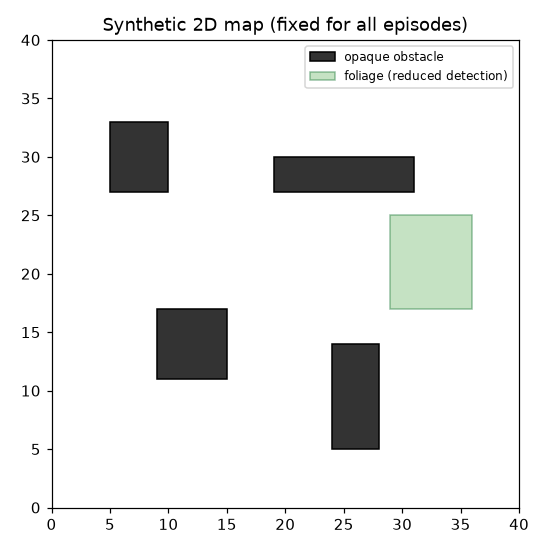 Synthetic 2D map (fixed for all episodes)
opaque obstacle
foliage (reduced detection)
40
35
30
25
20
15
10
5
0
0 5 10 15 20 25 30 35 40